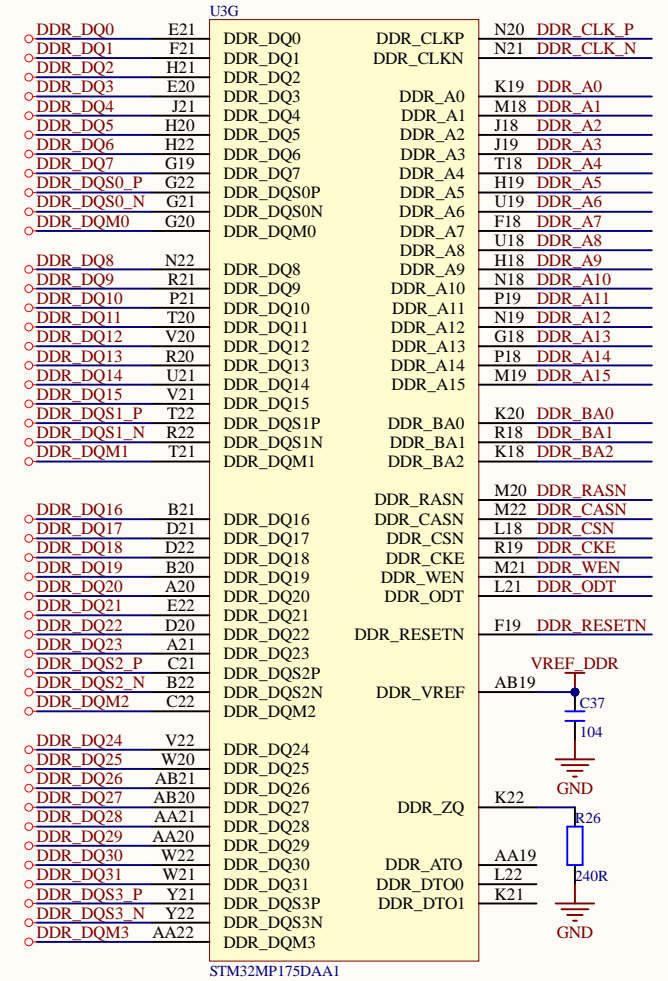 U3G
DDR_DQ0 E21 DDR_DQ0 DDR_CLKP N20 DDR_CLK_P
DDR_DQ1 F21 DDR_DQ1 DDR_CLKN N21 DDR_CLK_N
DDR_DQ2 H21 DDR_DQ2
DDR_DQ3 E20 DDR_DQ3 DDR_A0 K19 DDR_A0
DDR_DQ4 J21 DDR_DQ4 DDR_A1 M18 DDR_A1
DDR_DQ5 H20 DDR_DQ5 DDR_A2 J18 DDR_A2
DDR_DQ6 H22 DDR_DQ6 DDR_A3 J19 DDR_A3
DDR_DQ7 G19 DDR_DQ7 DDR_A4 T18 DDR_A4
DDR_DQS0_P G22 DDR_DQS0P DDR_A5 H19 DDR_A5
DDR_DQS0_N G21 DDR_DQS0N DDR_A6 U19 DDR_A6
DDR_DQM0 G20 DDR_DQM0 DDR_A7 F18 DDR_A7
DDR_A8 U18 DDR_A8
DDR_DQ8 N22 DDR_DQ8 DDR_A9 H18 DDR_A9
DDR_DQ9 R21 DDR_DQ9 DDR_A10 N18 DDR_A10
DDR_DQ10 P21 DDR_DQ10 DDR_A11 P19 DDR_A11
DDR_DQ11 T20 DDR_DQ11 DDR_A12 N19 DDR_A12
DDR_DQ12 V20 DDR_DQ12 DDR_A13 G18 DDR_A13
DDR_DQ13 R20 DDR_DQ13 DDR_A14 P18 DDR_A14
DDR_DQ14 U21 DDR_DQ14 DDR_A15 M19 DDR_A15
DDR_DQ15 V21 DDR_DQ15
DDR_DQS1_P T22 DDR_DQS1P DDR_BA0 K20 DDR_BA0
DDR_DQS1_N R22 DDR_DQS1N DDR_BA1 R18 DDR_BA1
DDR_DQM1 T21 DDR_DQM1 DDR_BA2 K18 DDR_BA2
DDR_RASN M20 DDR_RASN
DDR_DQ16 B21 DDR_DQ16 DDR_CASN M22 DDR_CASN
DDR_DQ17 D21 DDR_DQ17 DDR_CSN L18 DDR_CSN
DDR_DQ18 D22 DDR_DQ18 DDR_CKE R19 DDR_CKE
DDR_DQ19 B20 DDR_DQ19 DDR_WEN M21 DDR_WEN
DDR_DQ20 A20 DDR_DQ20 DDR_ODT L21 DDR_ODT
DDR_DQ21 E22 DDR_DQ21
DDR_DQ22 D20 DDR_DQ22 DDR_RESETN F19 DDR_RESETN
DDR_DQ23 A21 DDR_DQ23
DDR_DQS2_P C21 DDR_DQS2P VREF_DDR
DDR_DQS2_N B22 DDR_DQS2N DDR_VREF AB19
DDR_DQM2 C22 DDR_DQM2 C37
104
DDR_DQ24 V22 DDR_DQ24
DDR_DQ25 W20 DDR_DQ25
DDR_DQ26 AB21 DDR_DQ26 GND
DDR_DQ27 AB20 DDR_DQ27 DDR_ZQ K22
DDR_DQ28 AA21 DDR_DQ28 R26
DDR_DQ29 AA20 DDR_DQ29
DDR_DQ30 W22 DDR_DQ30 DDR_ATO AA19
DDR_DQ31 W21 DDR_DQ31 DDR_DTO0 L22 240R
DDR_DQS3_P Y21 DDR_DQS3P DDR_DTO1 K21
DDR_DQS3_N Y22 DDR_DQS3N
DDR_DQM3 AA22 DDR_DQM3 GND
STM32MP175DAA1